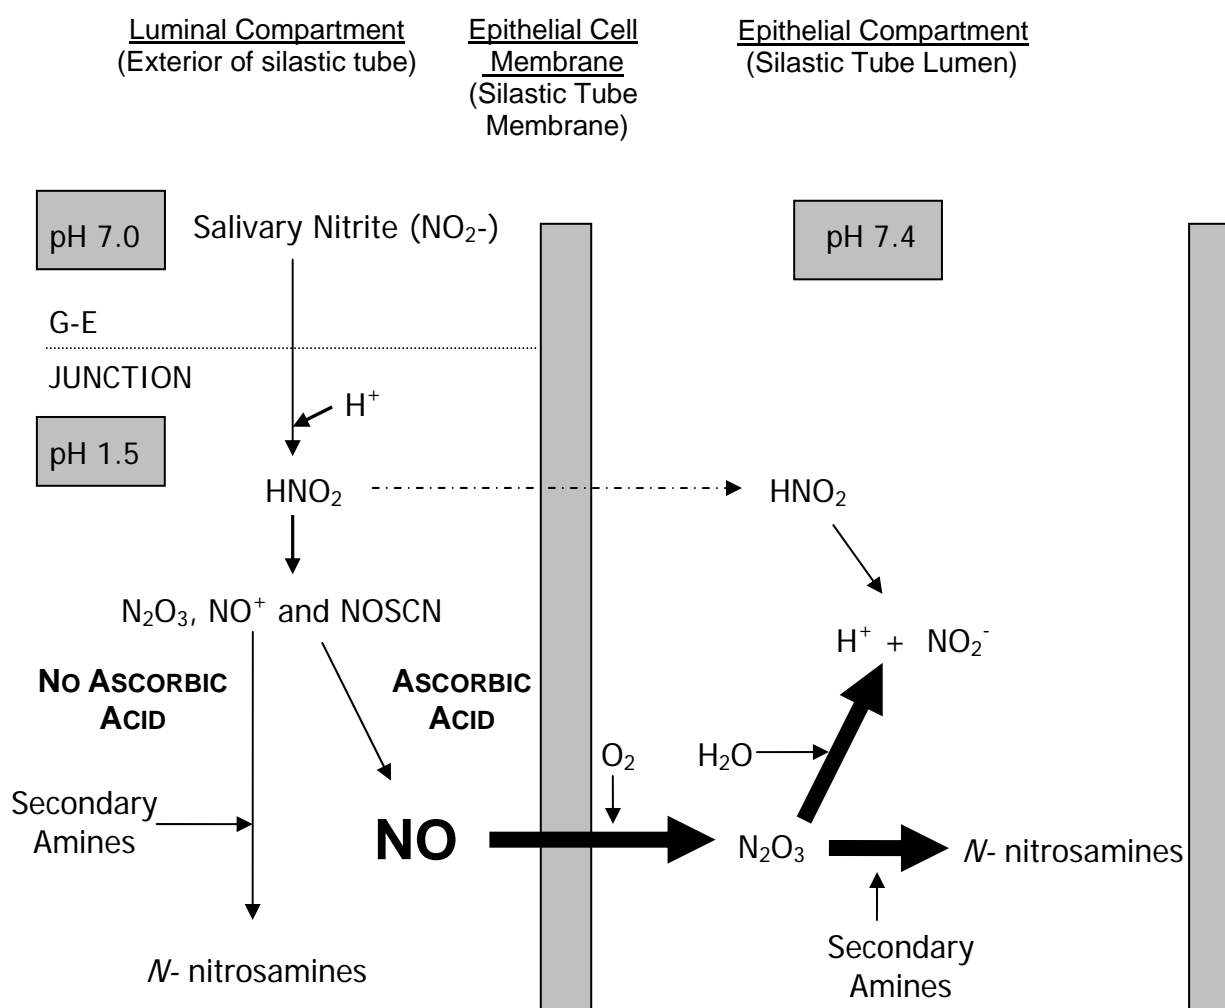 Luminal Compartment
(Exterior of silastic tube)
Epithelial Cell
Membrane
(Silastic Tube
Membrane)
Epithelial Compartment
(Silastic Tube Lumen)
pH 7.0
Salivary Nitrite (NO₂-)
pH 7.4
G-E
JUNCTION
H⁺
pH 1.5
HNO₂
HNO₂
N₂O₃, NO⁺ and NOSCN
H⁺ + NO₂⁻
NO ASCORBIC
ACID
ASCORBIC
ACID
O₂
H₂O
Secondary
Amines
NO
N₂O₃
N- nitrosamines
Secondary
Amines
N- nitrosamines